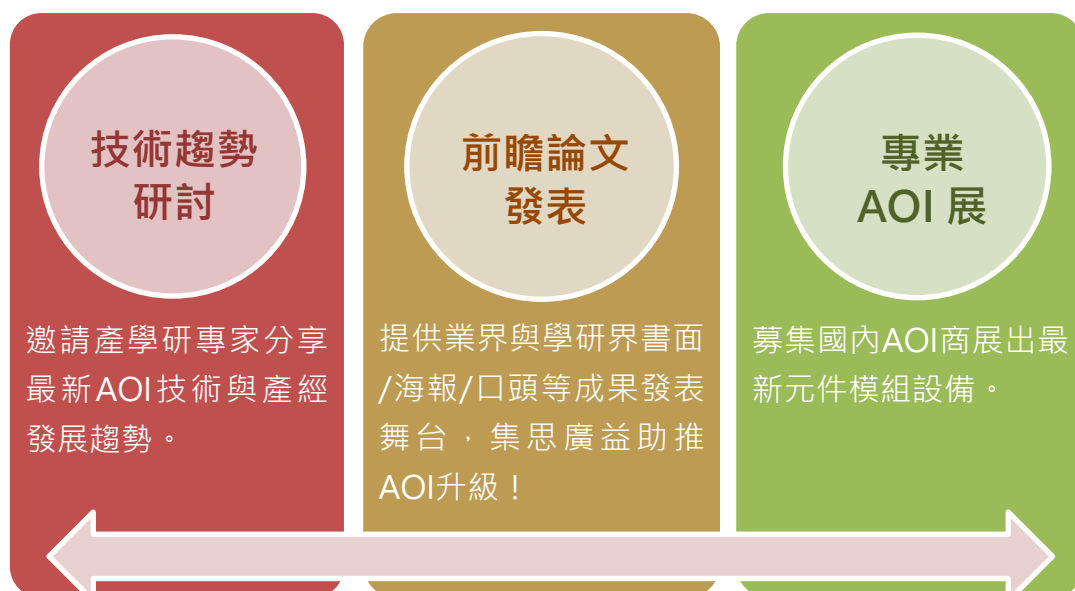 技術趨勢
研討
邀請產學研專家分享
最新AOI技術與產經
發展趨勢。
前瞻論文
發表
提供業界與學研界書面
/海報/口頭等成果發表
舞台，集思廣益助推
AOI升級！
專業
AOI 展
募集國內AOI商展出最
新元件模組設備。